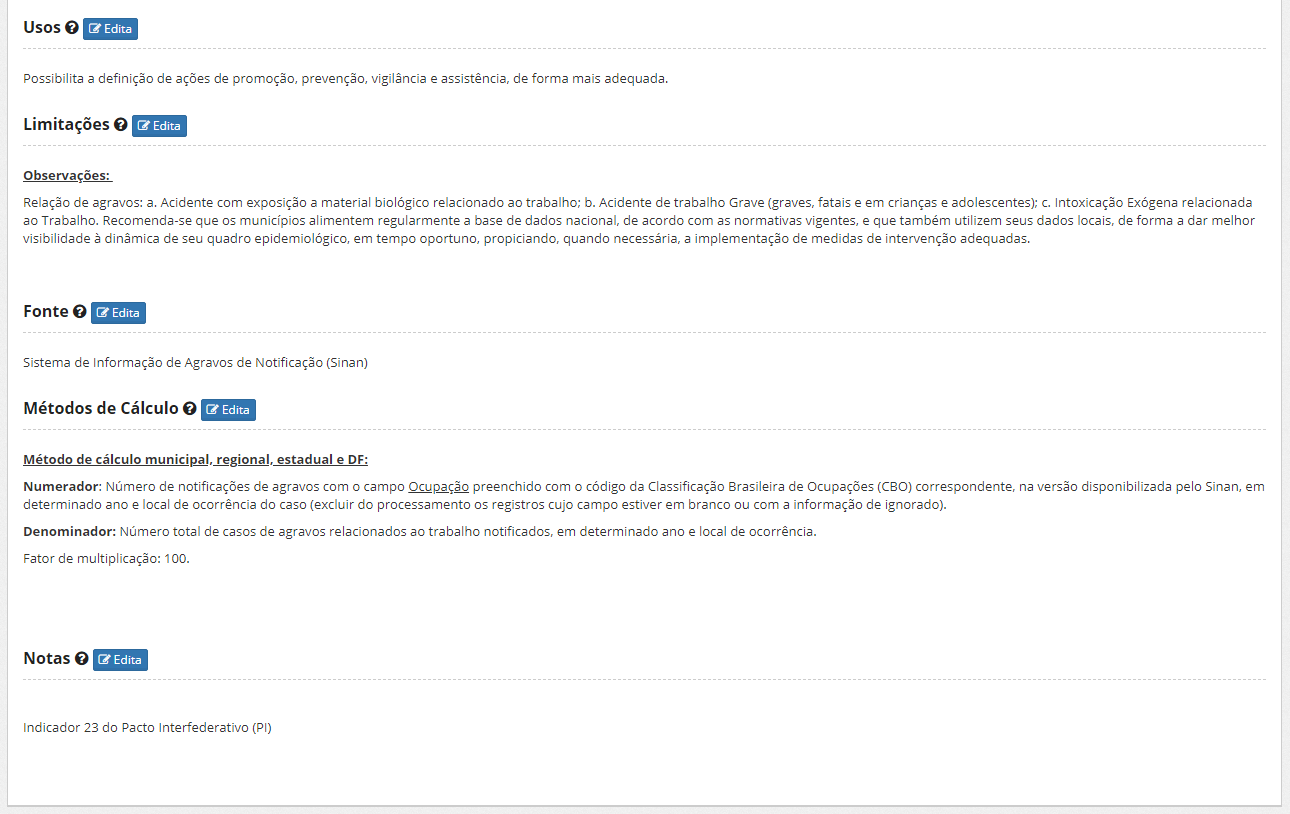 Usos Edita
Possibilita a definição de ações de promoção, prevenção, vigilância e assistência, de forma mais adequada.
Limitações Edita
Observações:
Relação de agravos: a. Acidente com exposição a material biológico relacionado ao trabalho; b. Acidente de trabalho Grave (graves, fatais e em crianças e adolescentes); c. Intoxicação Exógena relacionada
ao Trabalho. Recomenda-se que os municípios alimentem regularmente a base de dados nacional, de acordo com as normativas vigentes, e que também utilizem seus dados locais, de forma a dar melhor
visibilidade à dinâmica de seu quadro epidemiológico, em tempo oportuno, propiciando, quando necessária, a implementação de medidas de intervenção adequadas.
Fonte Edita
Sistema de Informação de Agravos de Notificação (Sinan)
Métodos de Cálculo Edita
Método de cálculo municipal, regional, estadual e DF:
Numerador: Número de notificações de agravos com o campo Ocupação preenchido com o código da Classificação Brasileira de Ocupações (CBO) correspondente, na versão disponibilizada pelo Sinan, em
determinado ano e local de ocorrência do caso (excluir do processamento os registros cujo campo estiver em branco ou com a informação de ignorado).
Denominador: Número total de casos de agravos relacionados ao trabalho notificados, em determinado ano e local de ocorrência.
Fator de multiplicação: 100.
Notas Edita
Indicador 23 do Pacto Interfederativo (PI)